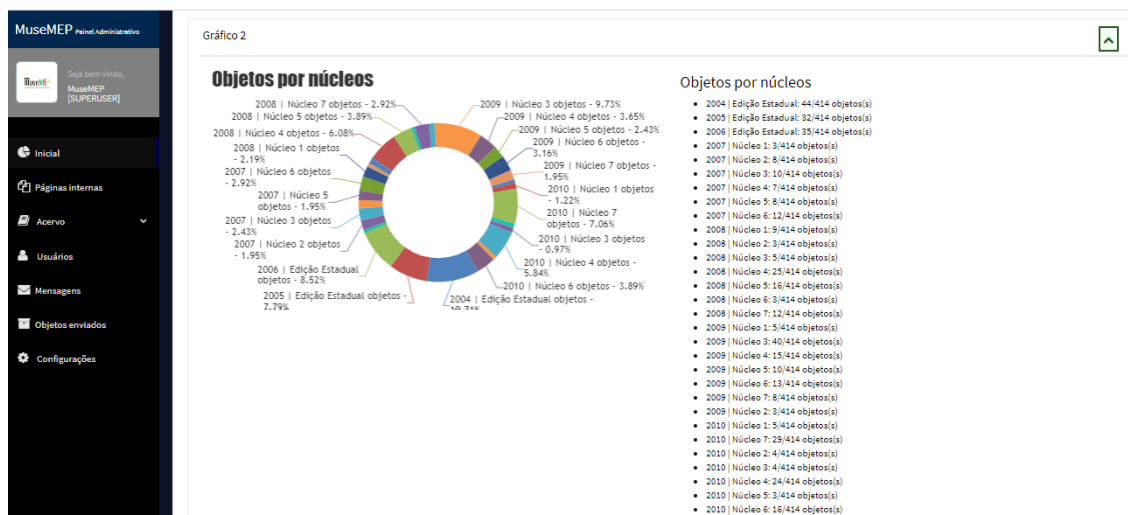 MuseMEP Painel Administrativo
MuseMEP
Seja bem vindo,
MuseMEP
[SUPERUSER]
Inicial
Páginas internas
Acervo
Usuários
Mensagens
Objetos enviados
Configurações
Gráfico 2
Objetos por núcleos
2008 | Núcleo 7 objetos - 2.92%
2008 | Núcleo 5 objetos - 3.89%
2008 | Núcleo 4 objetos - 6.08%
2008 | Núcleo 1 objetos
- 2.19%
2007 | Núcleo 6 objetos
- 2.92%
2007 | Núcleo 5
objetos - 1.95%
2007 | Núcleo 3 objetos
- 2.43%
2007 | Núcleo 2 objetos
- 1.95%
2006 | Edição Estadual
objetos - 8.52%
2005 | Edição Estadual objetos -
7.79%
2009 | Núcleo 3 objetos - 9.73%
2009 | Núcleo 4 objetos - 3.65%
2009 | Núcleo 5 objetos - 2.43%
2009 | Núcleo 6 objetos -
3.16%
2009 | Núcleo 7 objetos -
1.95%
2010 | Núcleo 1 objetos
- 1.22%
2010 | Núcleo 7
objetos - 7.06%
2010 | Núcleo 3 objetos
- 0.97%
2010 | Núcleo 4 objetos -
5.84%
2010 | Núcleo 6 objetos - 3.89%
2004 | Edição Estadual objetos -
10.71%
Objetos por núcleos
2004 | Edição Estadual: 44/414 objetos(s)
2005 | Edição Estadual: 32/414 objetos(s)
2006 | Edição Estadual: 35/414 objetos(s)
2007 | Núcleo 1: 3/414 objetos(s)
2007 | Núcleo 2: 8/414 objetos(s)
2007 | Núcleo 3: 10/414 objetos(s)
2007 | Núcleo 4: 7/414 objetos(s)
2007 | Núcleo 5: 8/414 objetos(s)
2007 | Núcleo 6: 12/414 objetos(s)
2008 | Núcleo 1: 9/414 objetos(s)
2008 | Núcleo 2: 3/414 objetos(s)
2008 | Núcleo 3: 5/414 objetos(s)
2008 | Núcleo 4: 25/414 objetos(s)
2008 | Núcleo 5: 16/414 objetos(s)
2008 | Núcleo 6: 3/414 objetos(s)
2008 | Núcleo 7: 12/414 objetos(s)
2009 | Núcleo 1: 5/414 objetos(s)
2009 | Núcleo 3: 40/414 objetos(s)
2009 | Núcleo 4: 15/414 objetos(s)
2009 | Núcleo 5: 10/414 objetos(s)
2009 | Núcleo 6: 13/414 objetos(s)
2009 | Núcleo 7: 8/414 objetos(s)
2009 | Núcleo 2: 3/414 objetos(s)
2010 | Núcleo 1: 5/414 objetos(s)
2010 | Núcleo 7: 29/414 objetos(s)
2010 | Núcleo 2: 4/414 objetos(s)
2010 | Núcleo 3: 4/414 objetos(s)
2010 | Núcleo 4: 24/414 objetos(s)
2010 | Núcleo 5: 3/414 objetos(s)
2010 | Núcleo 6: 16/414 objetos(s)